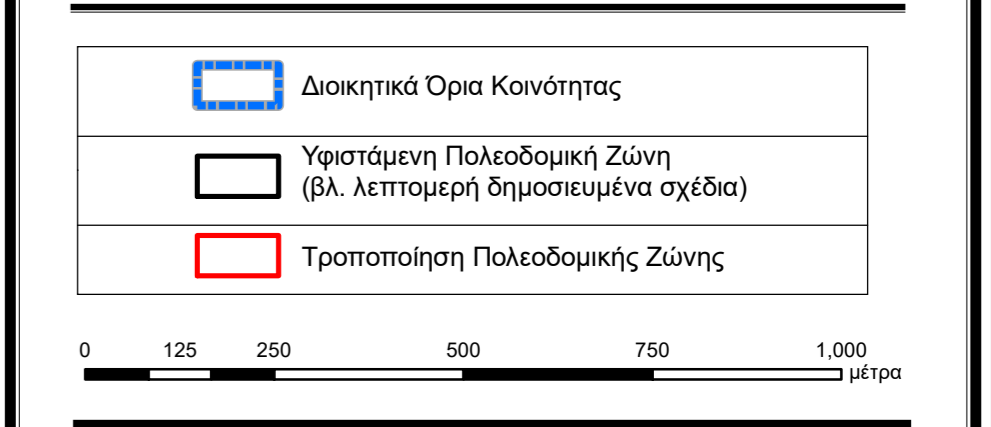 Διοικητικά Όρια Κοινότητας
Υφιστάμενη Πολεοδομική Ζώνη
(βλ. λεπτομερή δημοσιευμένα σχέδια)
Τροποποίηση Πολεοδομικής Ζώνης
0 125 250 500 750 1,000
μέτρα